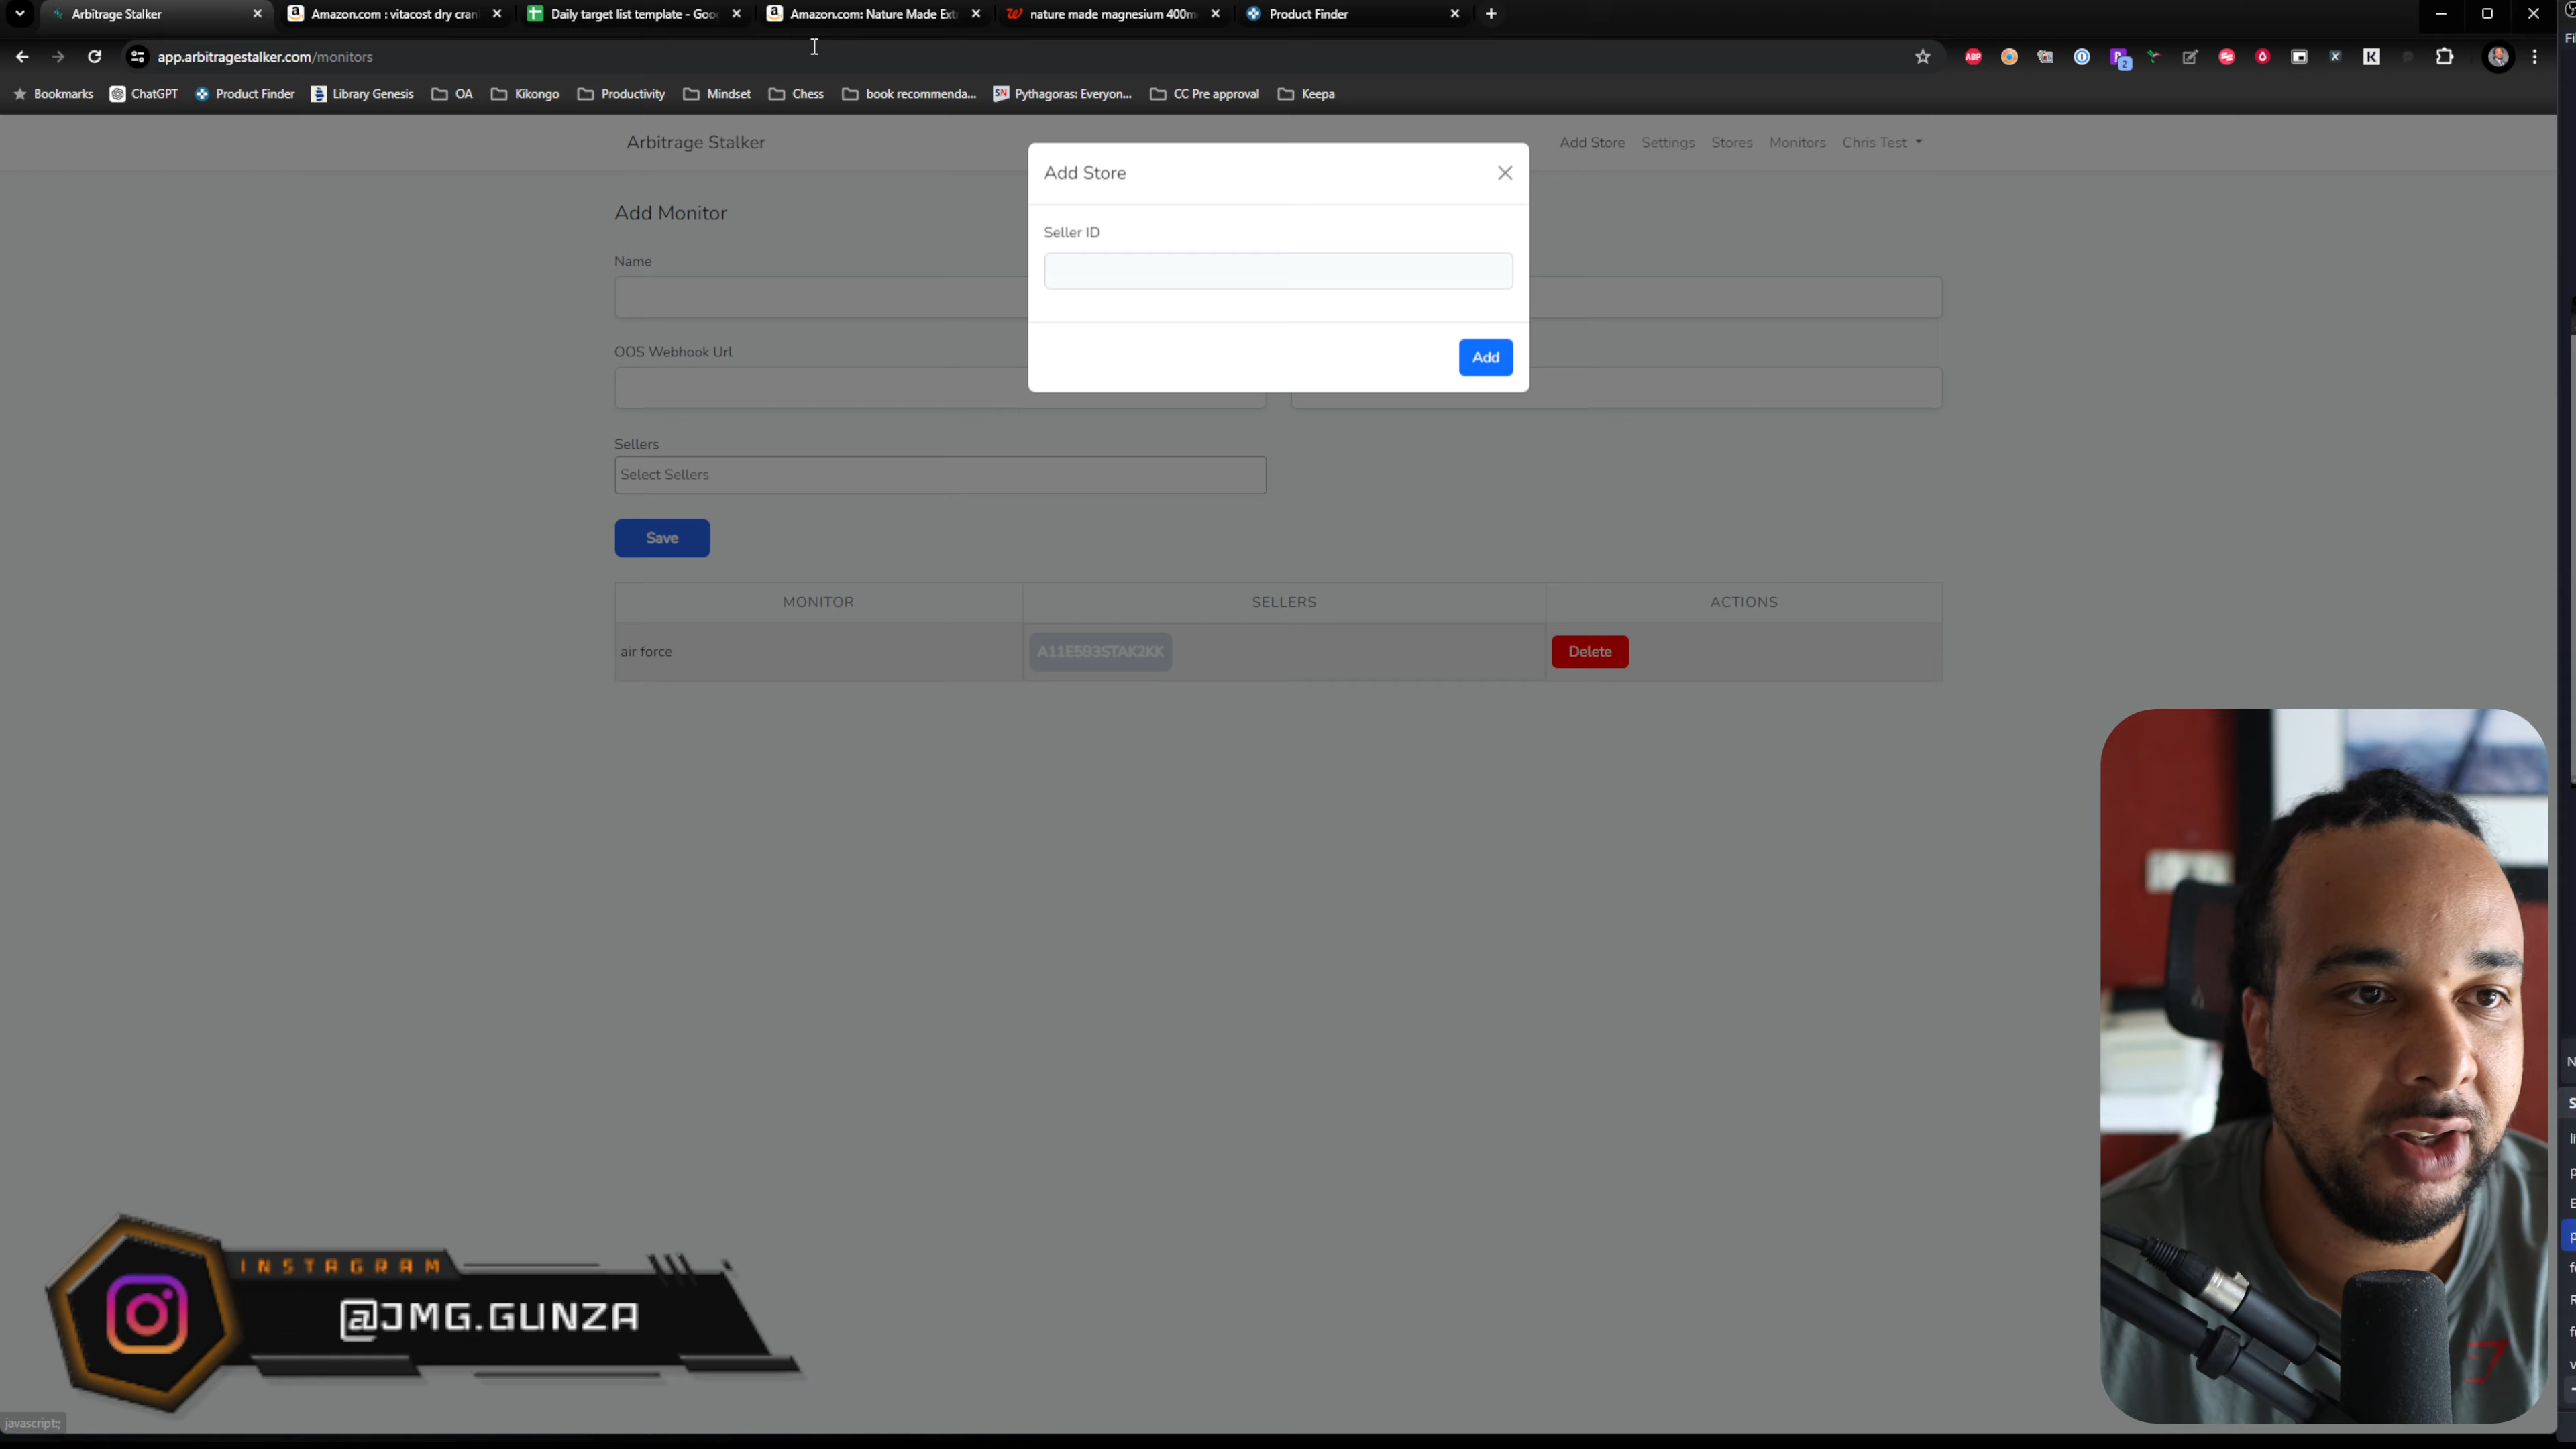 Arbitrage Stalker
Amazon.com : vitacost dry cran
Daily target list template - Goo
Amazon.com: Nature Made Ext
nature made magnesium 400m
Product Finder
app.arbitragestalker.com/monitors
ABP
2
K
Bookmarks
ChatGPT
Product Finder
Library Genesis
OA
Kikongo
Productivity
Mindset
Chess
book recommenda...
SN Pythagoras: Everyon...
CC Pre approval
Keepa
Arbitrage Stalker
Add Store
Settings
Stores
Monitors
Chris Test
Add Store
Seller ID
Add
Add Monitor
Name
OOS Webhook Url
Sellers
Select Sellers
Save
MONITOR
SELLERS
ACTIONS
air force
A11E5B3STAK2KK
Delete
INSTAGRAM
@JMG.GUNZA
javascript:;